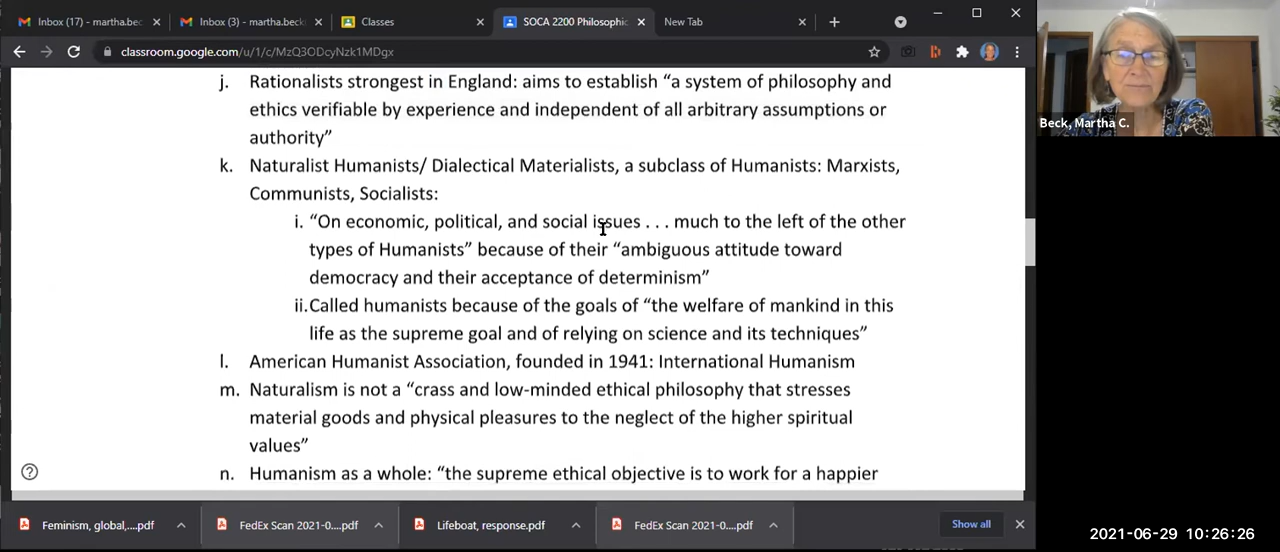 Inbox (17) - martha.bec
Inbox (3) - martha.becki
Classes
SOCA 2200 Philosophic
New Tab
classroom.google.com/u/1/c/MzQ3ODcyNzk1MDgx
j. Rationalists strongest in England: aims to establish “a system of philosophy and
ethics verifiable by experience and independent of all arbitrary assumptions or
authority”
k. Naturalist Humanists/ Dialectical Materialists, a subclass of Humanists: Marxists,
Communists, Socialists:
i. “On economic, political, and social issues . . . much to the left of the other
types of Humanists” because of their “ambiguous attitude toward
democracy and their acceptance of determinism”
ii. Called humanists because of the goals of “the welfare of mankind in this
life as the supreme goal and of relying on science and its techniques”
l. American Humanist Association, founded in 1941: International Humanism
m. Naturalism is not a “crass and low-minded ethical philosophy that stresses
material goods and physical pleasures to the neglect of the higher spiritual
values”
n. Humanism as a whole: “the supreme ethical objective is to work for a happier
Beck, Martha C.
Feminism, global,....pdf
FedEx Scan 2021-0....pdf
Lifeboat, response.pdf
FedEx Scan 2021-0....pdf
Show all
2021-06-29 10:26:26